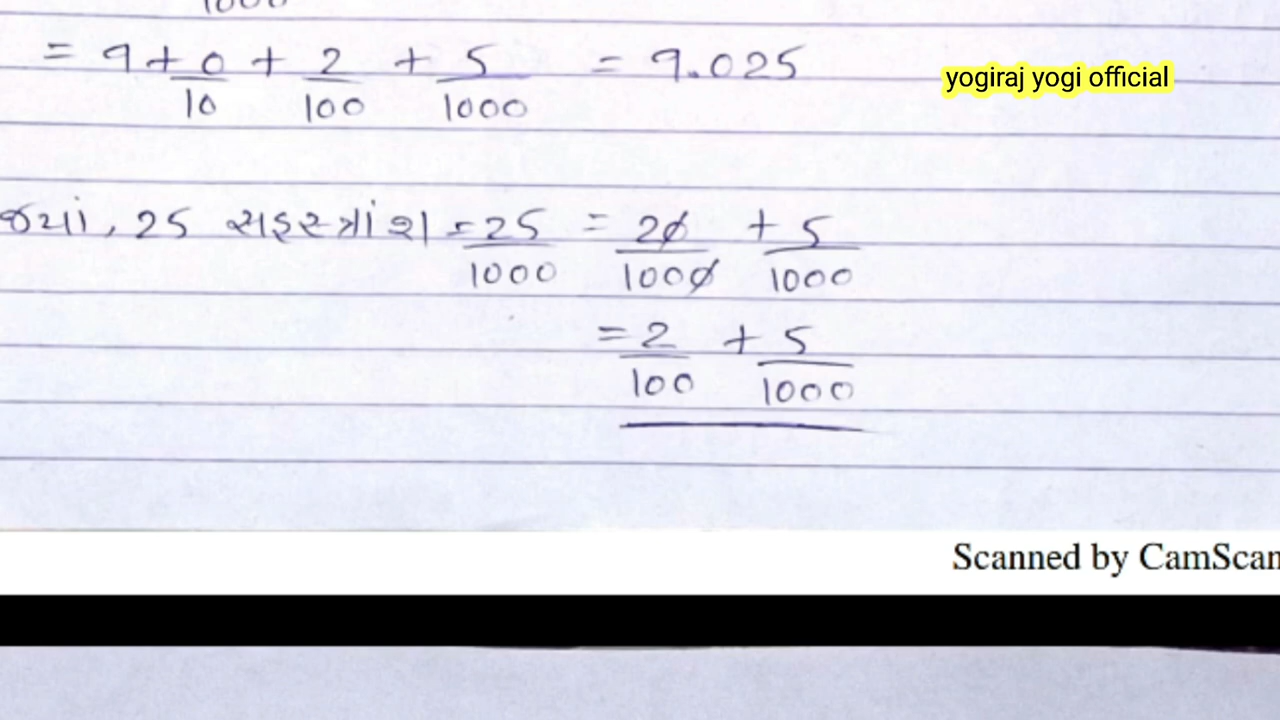 1000
= 9 + 0/10 + 2/100 + 5/1000 = 9.025
yogiraj yogi official
જ્યાં, 25 સહસ્ત્રાંશ = 25/1000 = 20/1000 + 5/1000
= 2/100 + 5/1000
Scanned by CamScan